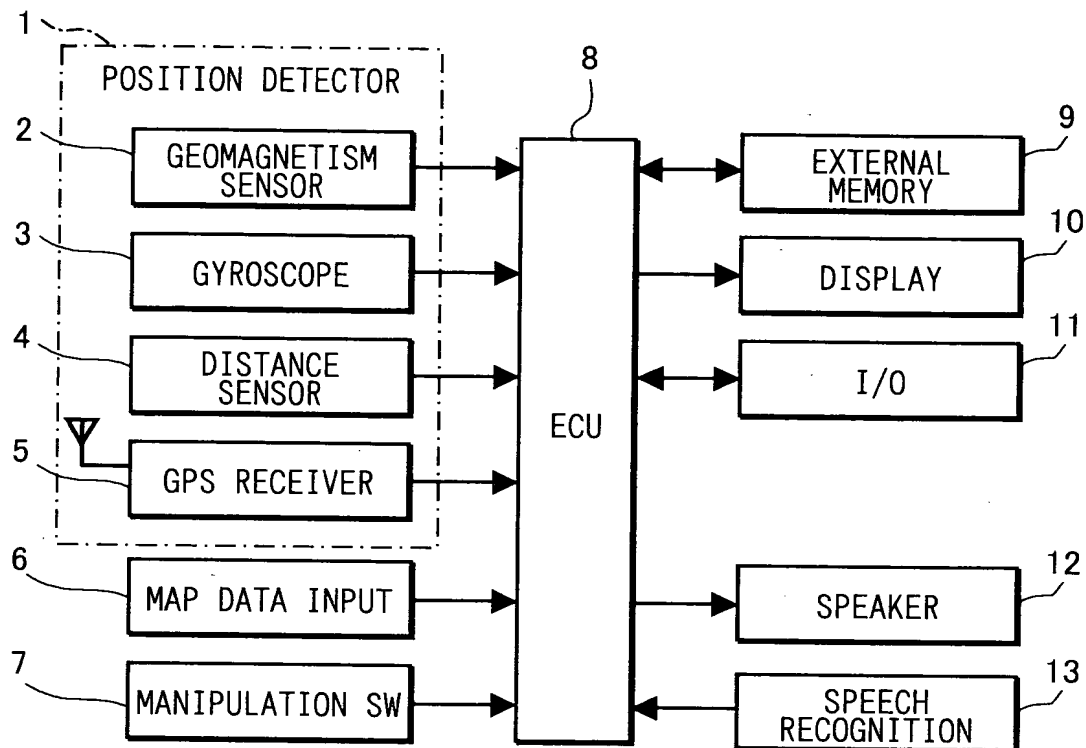 1
POSITION DETECTOR
2
GEOMAGNETISM
SENSOR
3
GYROSCOPE
4
DISTANCE
SENSOR
5
GPS RECEIVER
6
MAP DATA INPUT
7
MANIPULATION SW
8
ECU
9
EXTERNAL
MEMORY
10
DISPLAY
11
I/O
12
SPEAKER
13
SPEECH
RECOGNITION